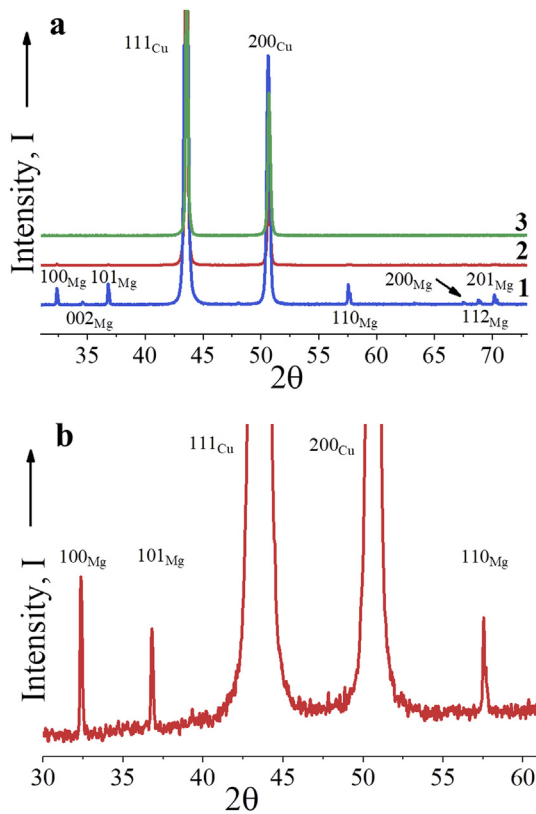 a
111Cu
200Cu
3
2
100Mg 101Mg
200Mg 201Mg
1
002Mg
110Mg
112Mg
Intensity, I
35 40 45 50 55 60 65 70
2θ
b
111Cu
200Cu
100Mg
101Mg
110Mg
Intensity, I
30 35 40 45 50 55 60
2θ